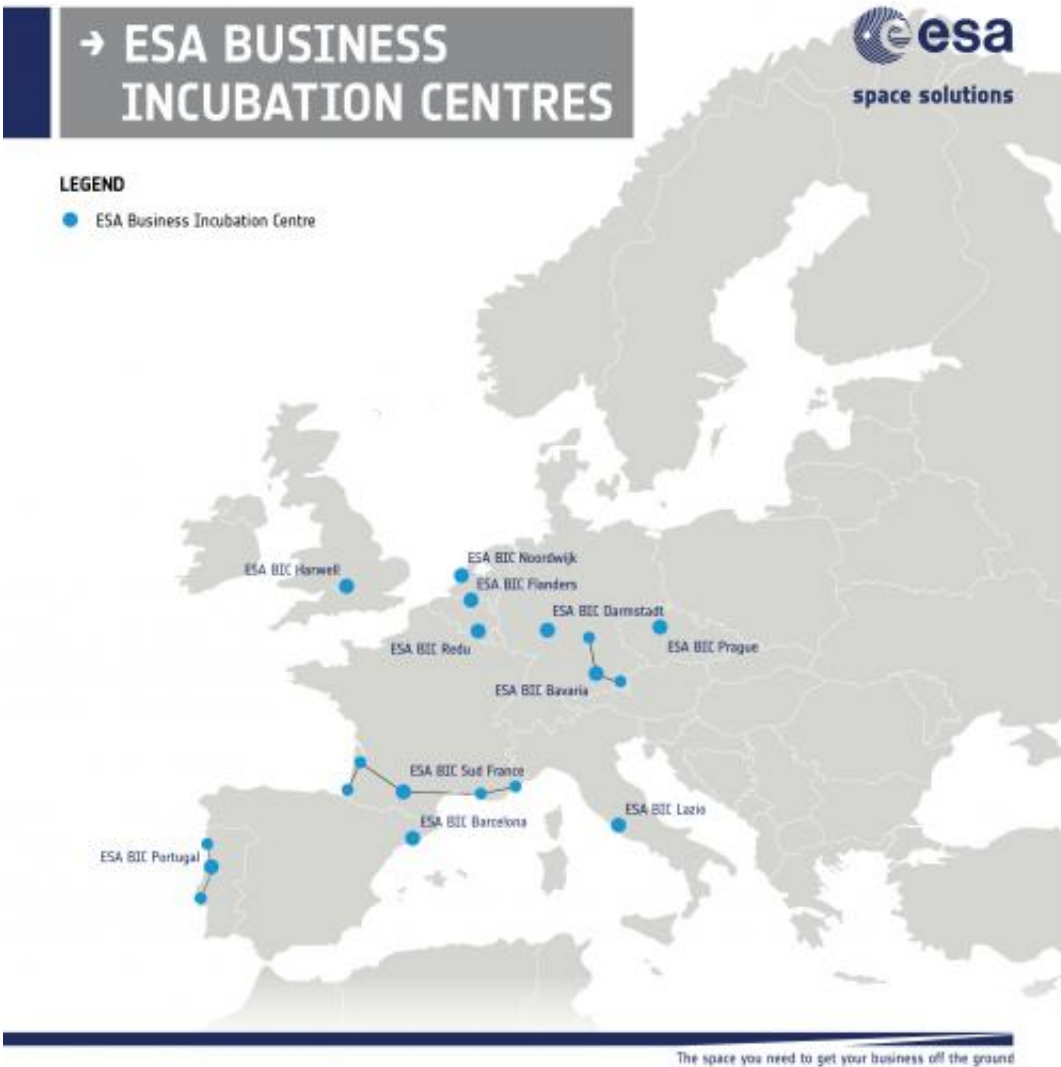 → ESA BUSINESS
INCUBATION CENTRES
esa
space solutions
LEGEND
ESA Business Incubation Centre
ESA BIC Noordwijk
ESA BIC Harwell
ESA BIC Flanders
ESA BIC Darmstadt
ESA BIC Redu
ESA BIC Prague
ESA BIC Bavaria
ESA BIC Sud France
ESA BIC Lazio
ESA BIC Barcelona
ESA BIC Portugal
The space you need to get your business off the ground